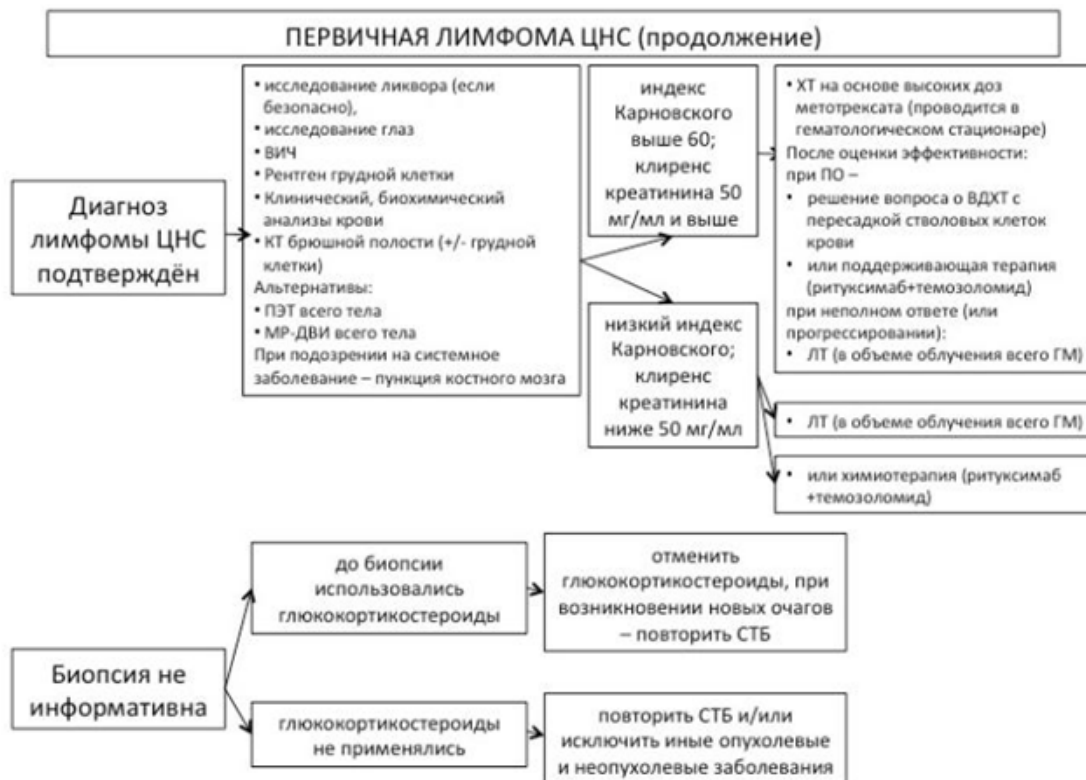 ПЕРВИЧНАЯ ЛИМФОМА ЦНС (продолжение)
Диагноз
лимфомы ЦНС
подтверждён
• исследование ликвора (если
безопасно),
• исследование глаз
• ВИЧ
• Рентген грудной клетки
• Клинический, биохимический
анализы крови
• КТ брюшной полости (+/- грудной
клетки)
Альтернативы:
• ПЭТ всего тела
• МР-ДВИ всего тела
При подозрении на системное
заболевание – пункция костного мозга
индекс
Карновского
выше 60;
клиренс
креатинина 50
мг/мл и выше
низкий индекс
Карновского;
клиренс
креатинина
ниже 50 мг/мл
• ХТ на основе высоких доз
метотрексата (проводится в
гематологическом стационаре)
После оценки эффективности:
при ПО –
• решение вопроса о ВДХТ с
пересадкой стволовых клеток
крови
• или поддерживающая терапия
(ритуксимаб+темозоломид)
при неполном ответе (или
прогрессировании):
• ЛТ (в объеме облучения всего ГМ)
• ЛТ (в объеме облучения всего ГМ)
• или химиотерапия (ритуксимаб
+темозоломид)
Биопсия не
информативна
до биопсии
использовались
глюкокортикостероиды
отменить
глюкокортикостероиды, при
возникновении новых очагов
– повторить СТБ
глюкокортикостероиды
не применялись
повторить СТБ и/или
исключить иные опухолевые
и неопухолевые заболевания